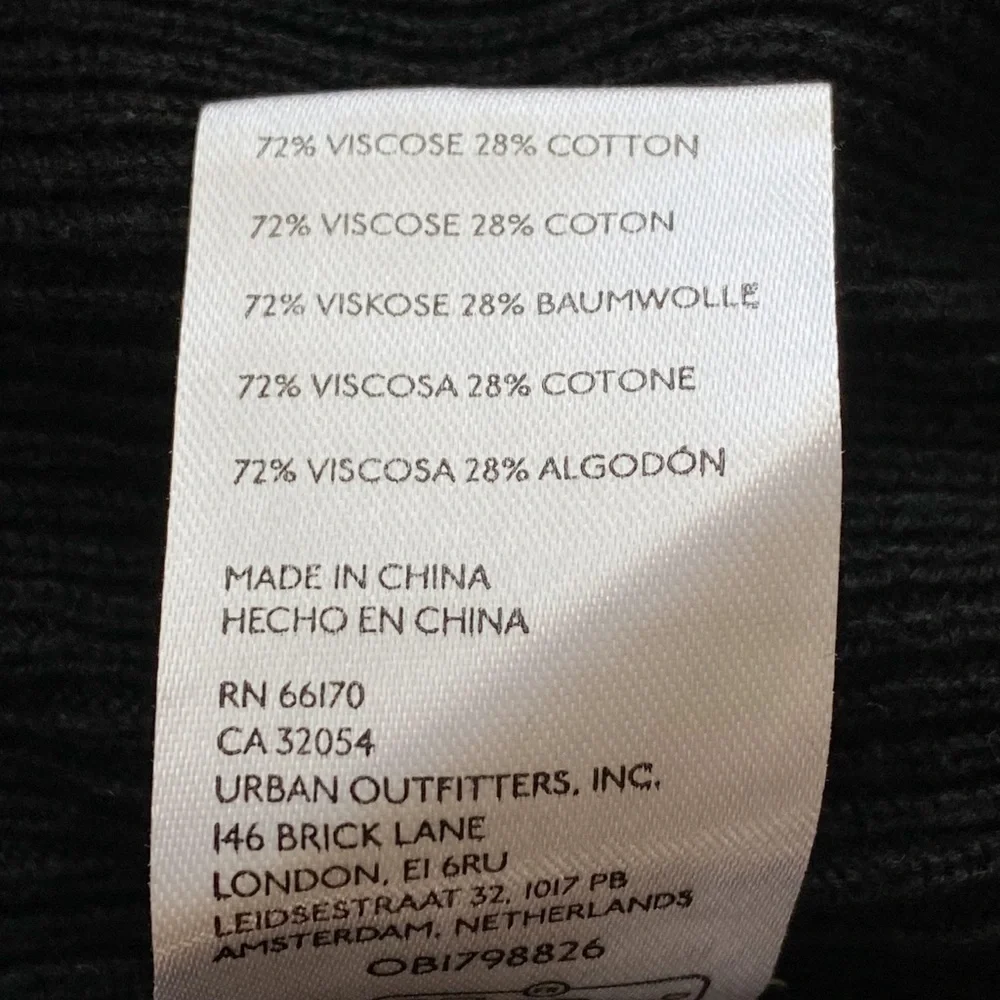 72% VISCOSE 28% COTTON
72% VISCOSE 28% COTON
72% VISKOSE 28% BAUMWOLLE
72% VISCOSA 28% COTONE
72% VISCOSA 28% ALGODÓN
MADE IN CHINA
HECHO EN CHINA
RN 66170
CA 32054
URBAN OUTFITTERS, INC.
146 BRICK LANE
LONDON, E1 6RU
LEIDSESTRAAT 32, 1017 PB
AMSTERDAM, NETHERLANDS
OB1798826